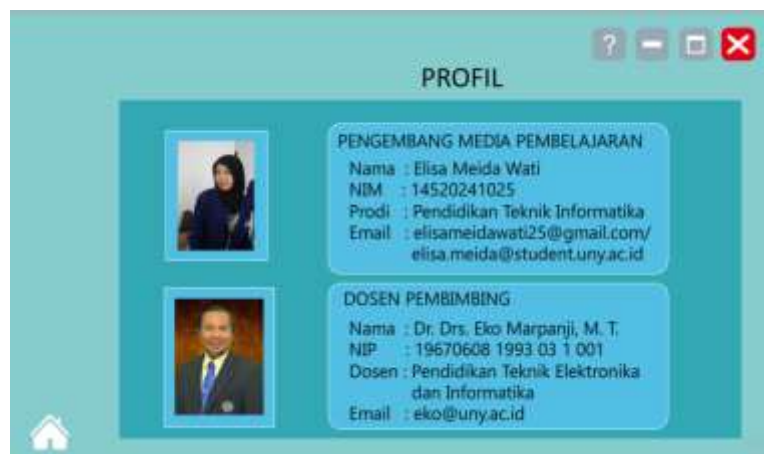 ?
PROFIL
PENGEMBANG MEDIA PEMBELAJARAN
Nama : Elisa Meida Wati
NIM : 14520241025
Prodi : Pendidikan Teknik Informatika
Email : elisameidawati25@gmail.com/
elisa.meida@student.uny.ac.id
DOSEN PEMBIMBING
Nama : Dr. Drs. Eko Marpanji, M. T.
NIP : 19670608 1993 03 1 001
Dosen : Pendidikan Teknik Elektronika
dan Informatika
Email : eko@uny.ac.id